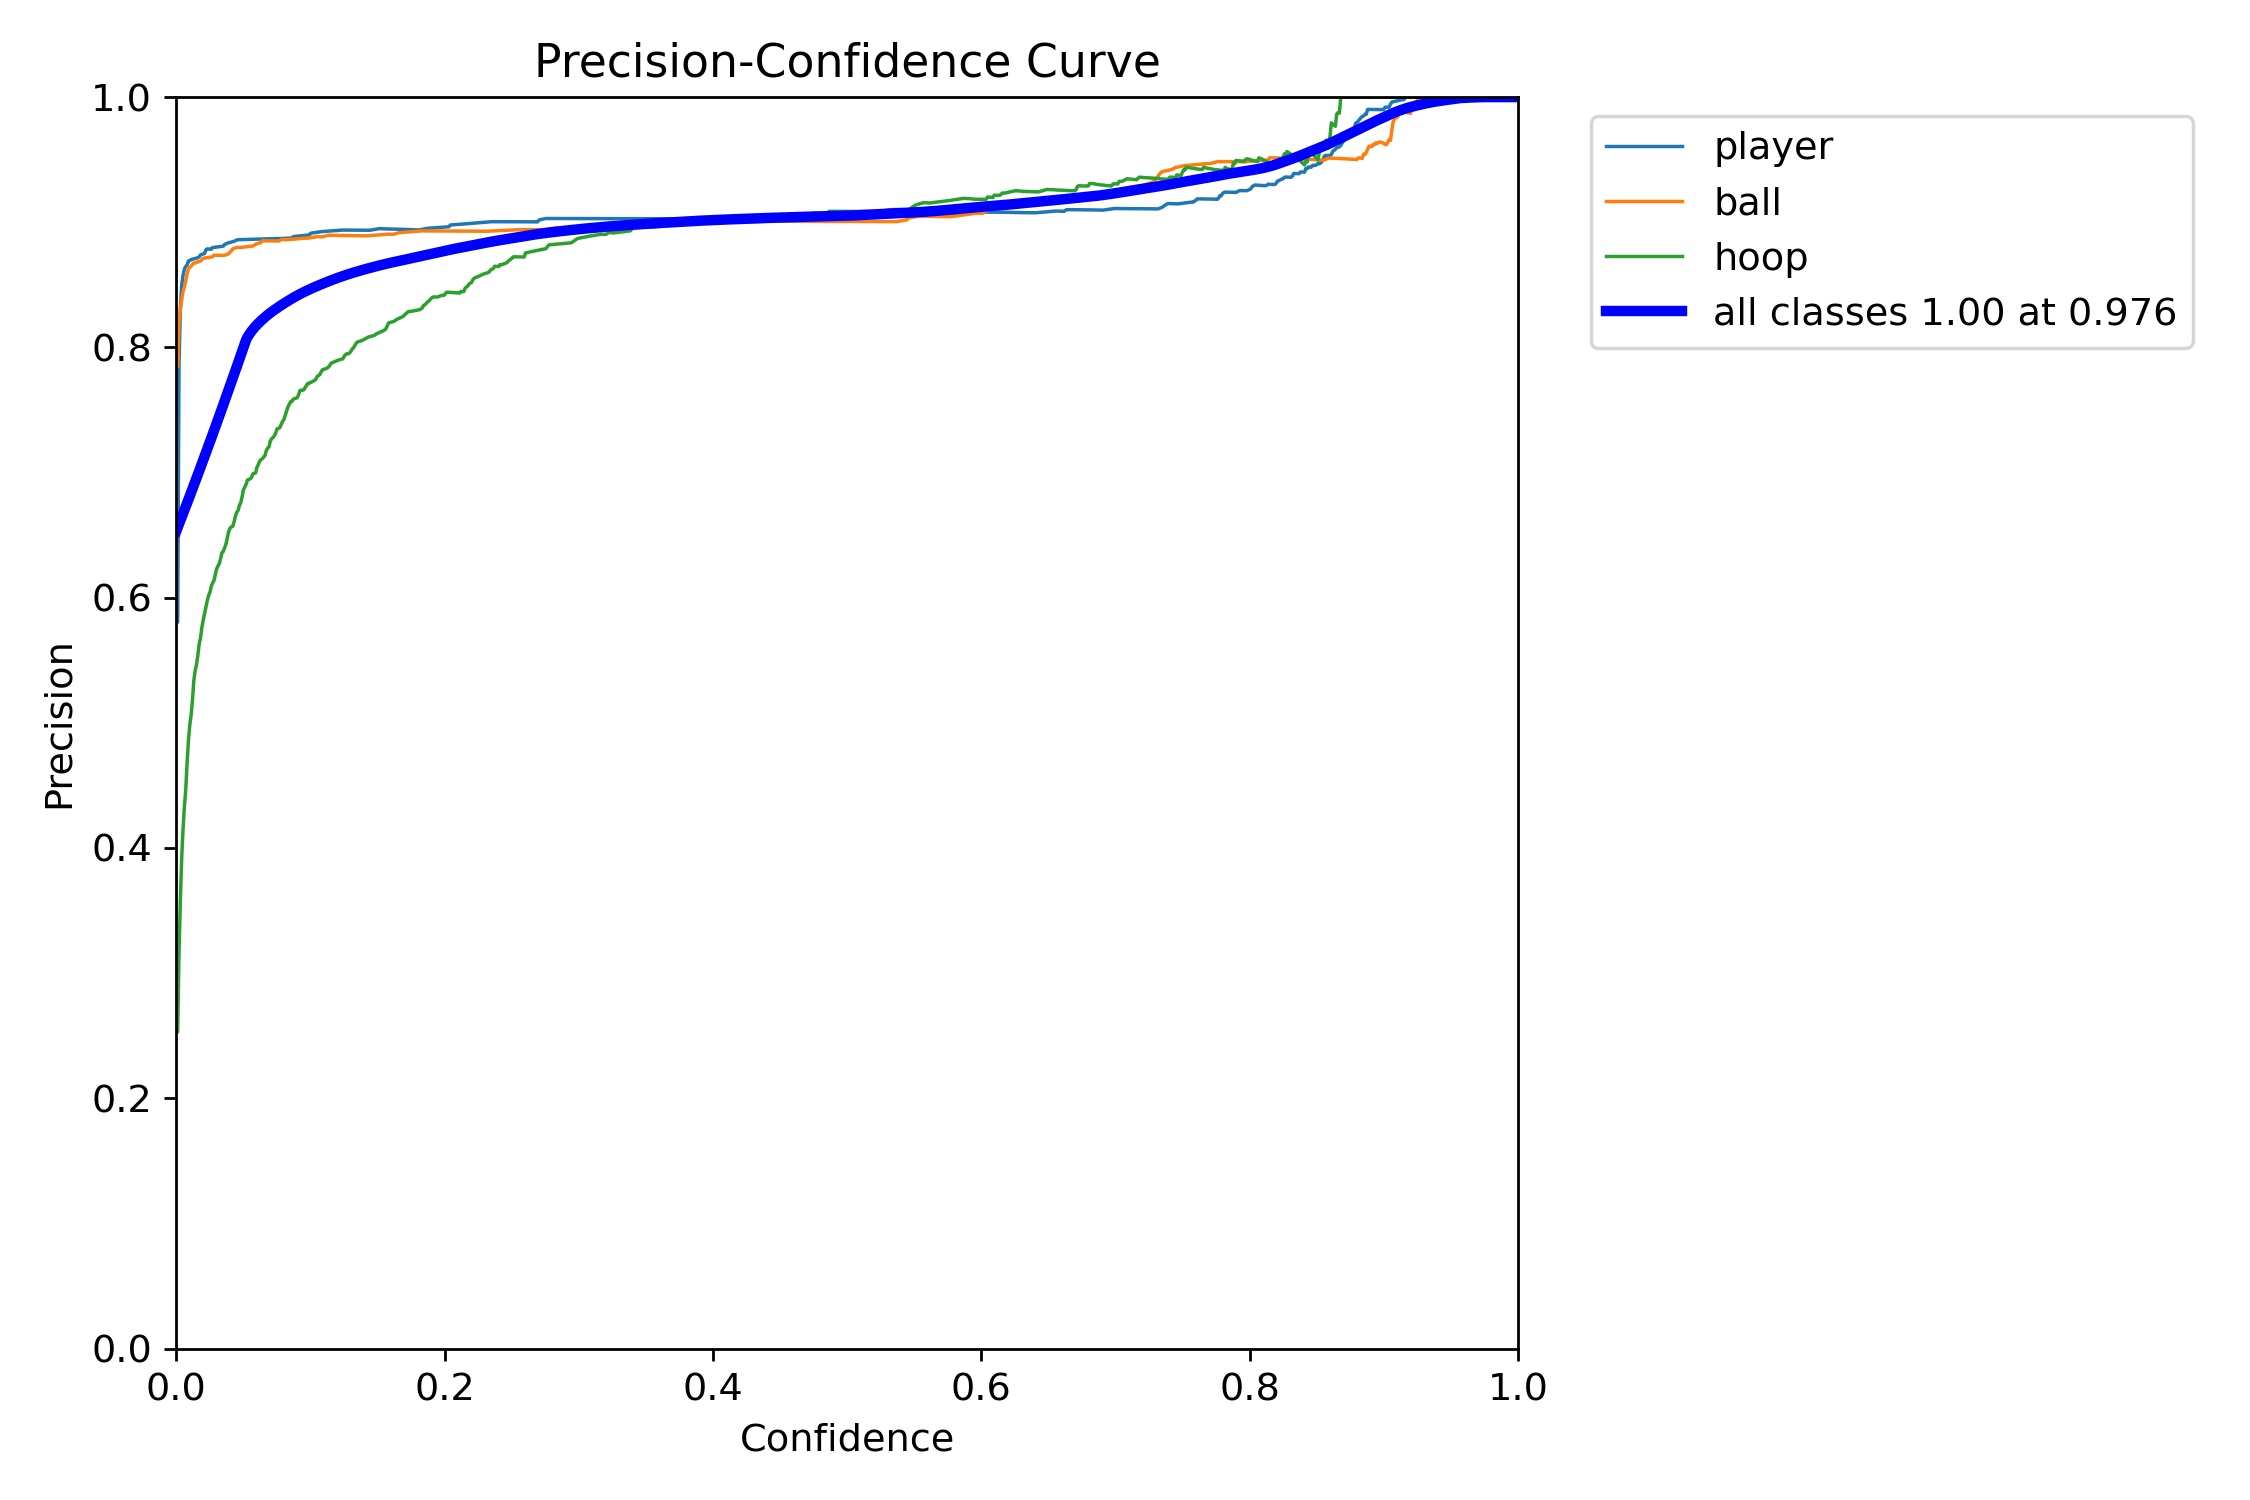 Precision-Confidence Curve
1.0
0.8
0.6
0.4
0.2
0.0
Precision
0.0 0.2 0.4 0.6 0.8 1.0
Confidence
player
ball
hoop
all classes 1.00 at 0.976